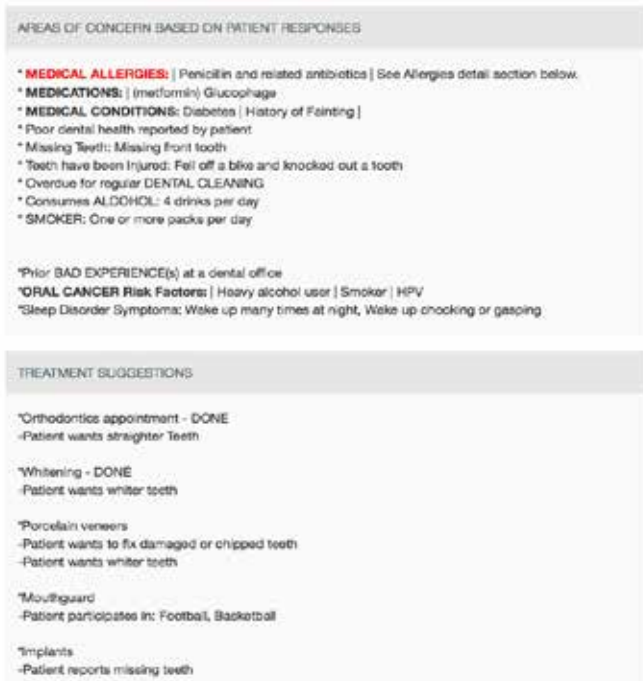 AREAS OF CONCERN BASED ON PATIENT RESPONSES
* MEDICAL ALLERGIES: | Penicillin and related antibiotics | See Allergies detail section below.
* MEDICATIONS: | (metformin) Glucophage
* MEDICAL CONDITIONS: Diabetes | History of Fainting |
* Poor dental health reported by patient
* Missing Teeth: Missing front tooth
* Teeth have been Injured: Fell off a bike and knocked out a tooth
* Overdue for regular DENTAL CLEANING
* Consumes ALCOHOL: 4 drinks per day
* SMOKER: One or more packs per day
*Prior BAD EXPERIENCE(s) at a dental office
*ORAL CANCER Risk Factors: | Heavy alcohol user | Smoker | HPV
*Sleep Disorder Symptoms: Wake up many times at night, Wake up chocking or gasping
TREATMENT SUGGESTIONS
*Orthodontics appointment - DONE
-Patient wants straighter Teeth
*Whitening - DONE
-Patient wants whiter teeth
*Porcelain veneers
-Patient wants to fix damaged or chipped teeth
-Patient wants whiter teeth
*Mouthguard
-Patient participates in: Football, Basketball
*Implants
-Patient reports missing teeth